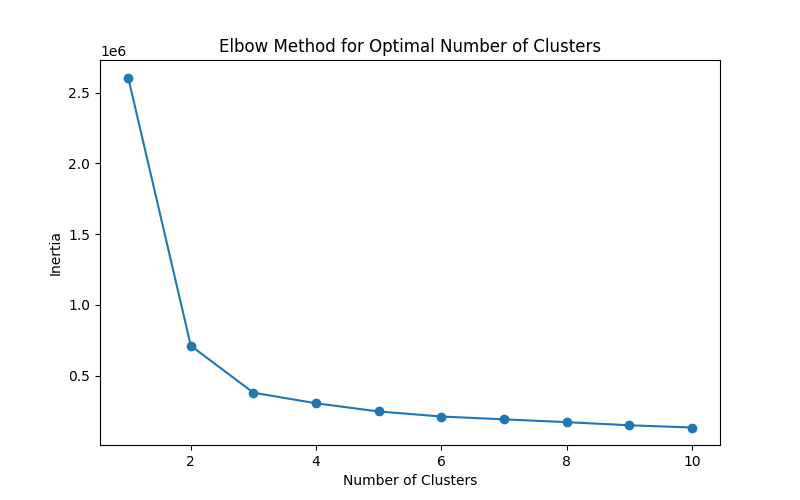 Elbow Method for Optimal Number of Clusters
1e6
2.5
2.0
1.5
1.0
0.5
Inertia
2 4 6 8 10
Number of Clusters